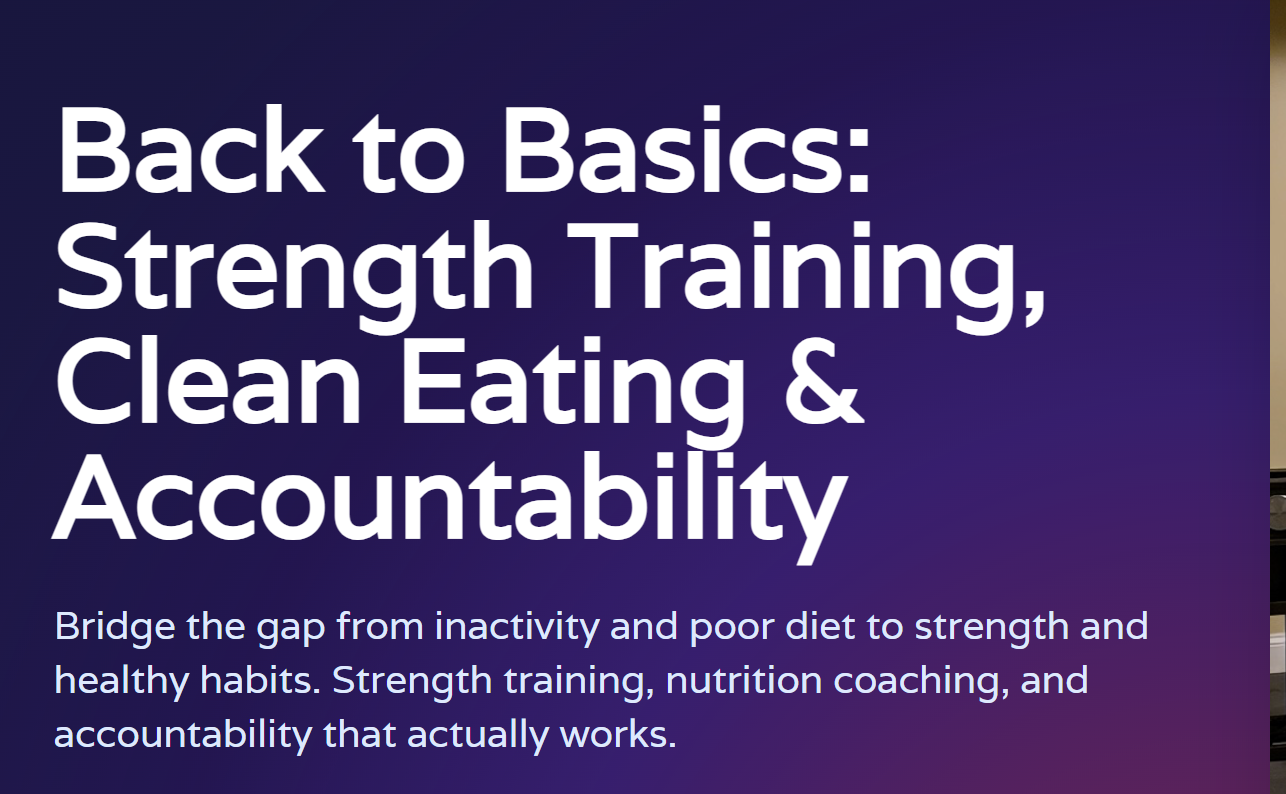 Back to Basics:
Strength Training,
Clean Eating &
Accountability
Bridge the gap from inactivity and poor diet to strength and
healthy habits. Strength training, nutrition coaching, and
accountability that actually works.